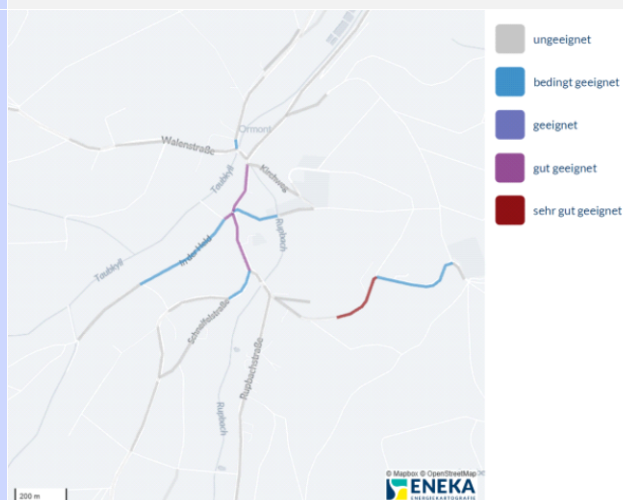 ungeeignet
bedingt geeignet
geeignet
gut geeignet
sehr gut geeignet
Ormont
Walenstraße
Taubkyll
Kirchweg
Rupbach
In der Held
Taubkyll
Schneifelstraße
Rupbachstraße
Rupbach
200 m
© Mapbox © OpenStreetMap
ENEKA
ENERGIEKARTOGRAFIE